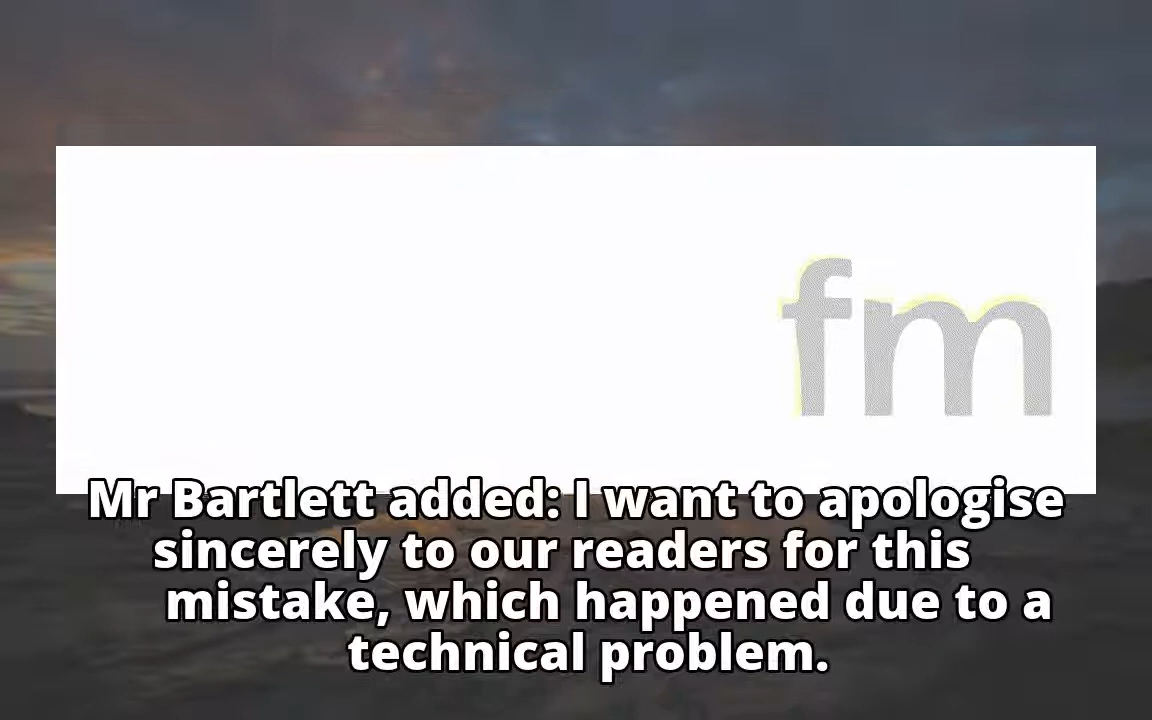 fm
Mr Bartlett added: I want to apologise
sincerely to our readers for this
mistake, which happened due to a
technical problem.